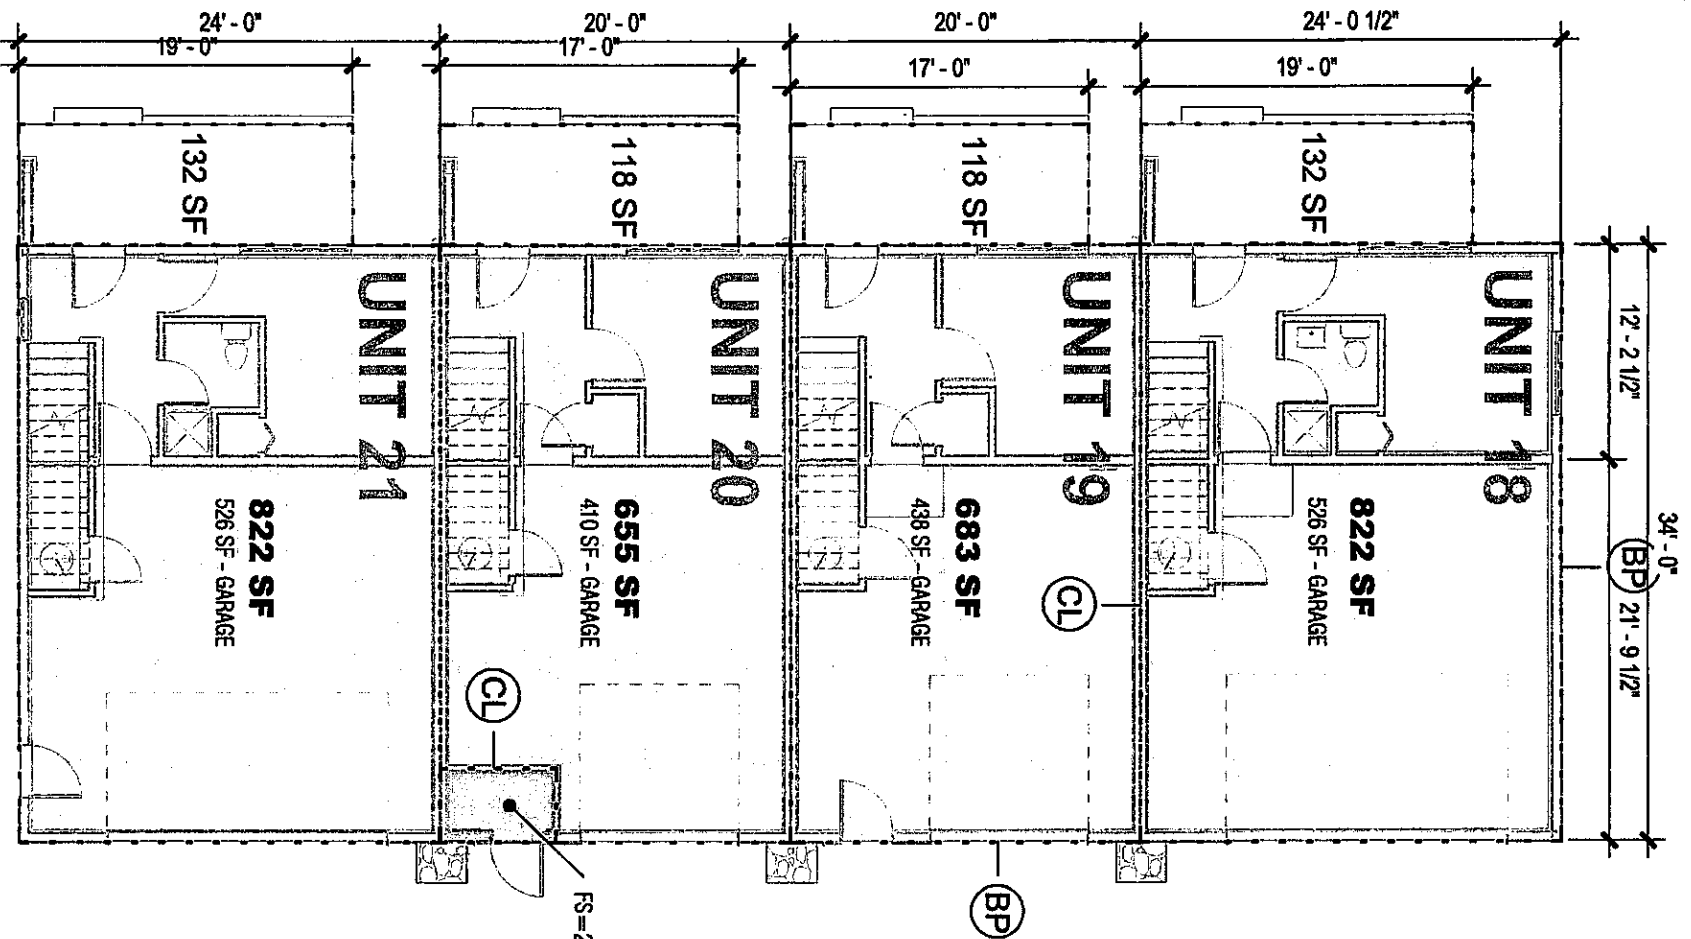 24' - 0"
20' - 0"
20' - 0"
24' - 0 1/2"
19' - 0"
17' - 0"
17' - 0"
19' - 0"
132 SF
118 SF
118 SF
132 SF
UNIT 21
UNIT 20
UNIT 19
UNIT 18
12' - 2 1/2"
34' - 0"
BP
21' - 9 1/2"
822 SF
526 SF - GARAGE
655 SF
410 SF - GARAGE
683 SF
438 SF - GARAGE
822 SF
526 SF - GARAGE
CL
CL
BP
FS=2